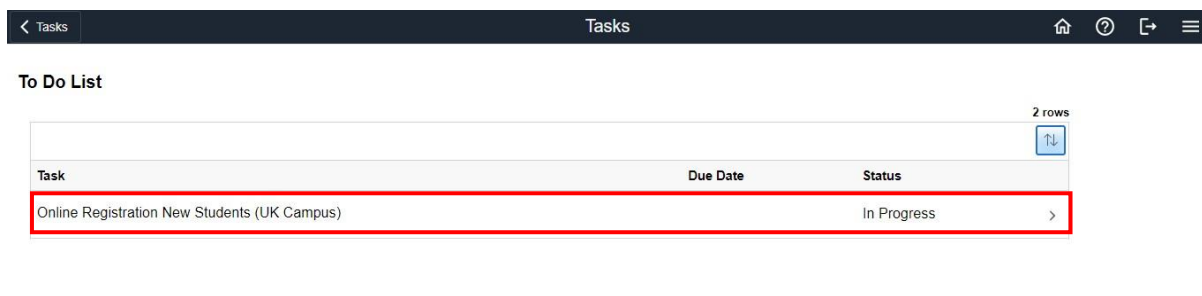 Tasks
Tasks
To Do List
2 rows
Task Due Date Status
Online Registration New Students (UK Campus) In Progress